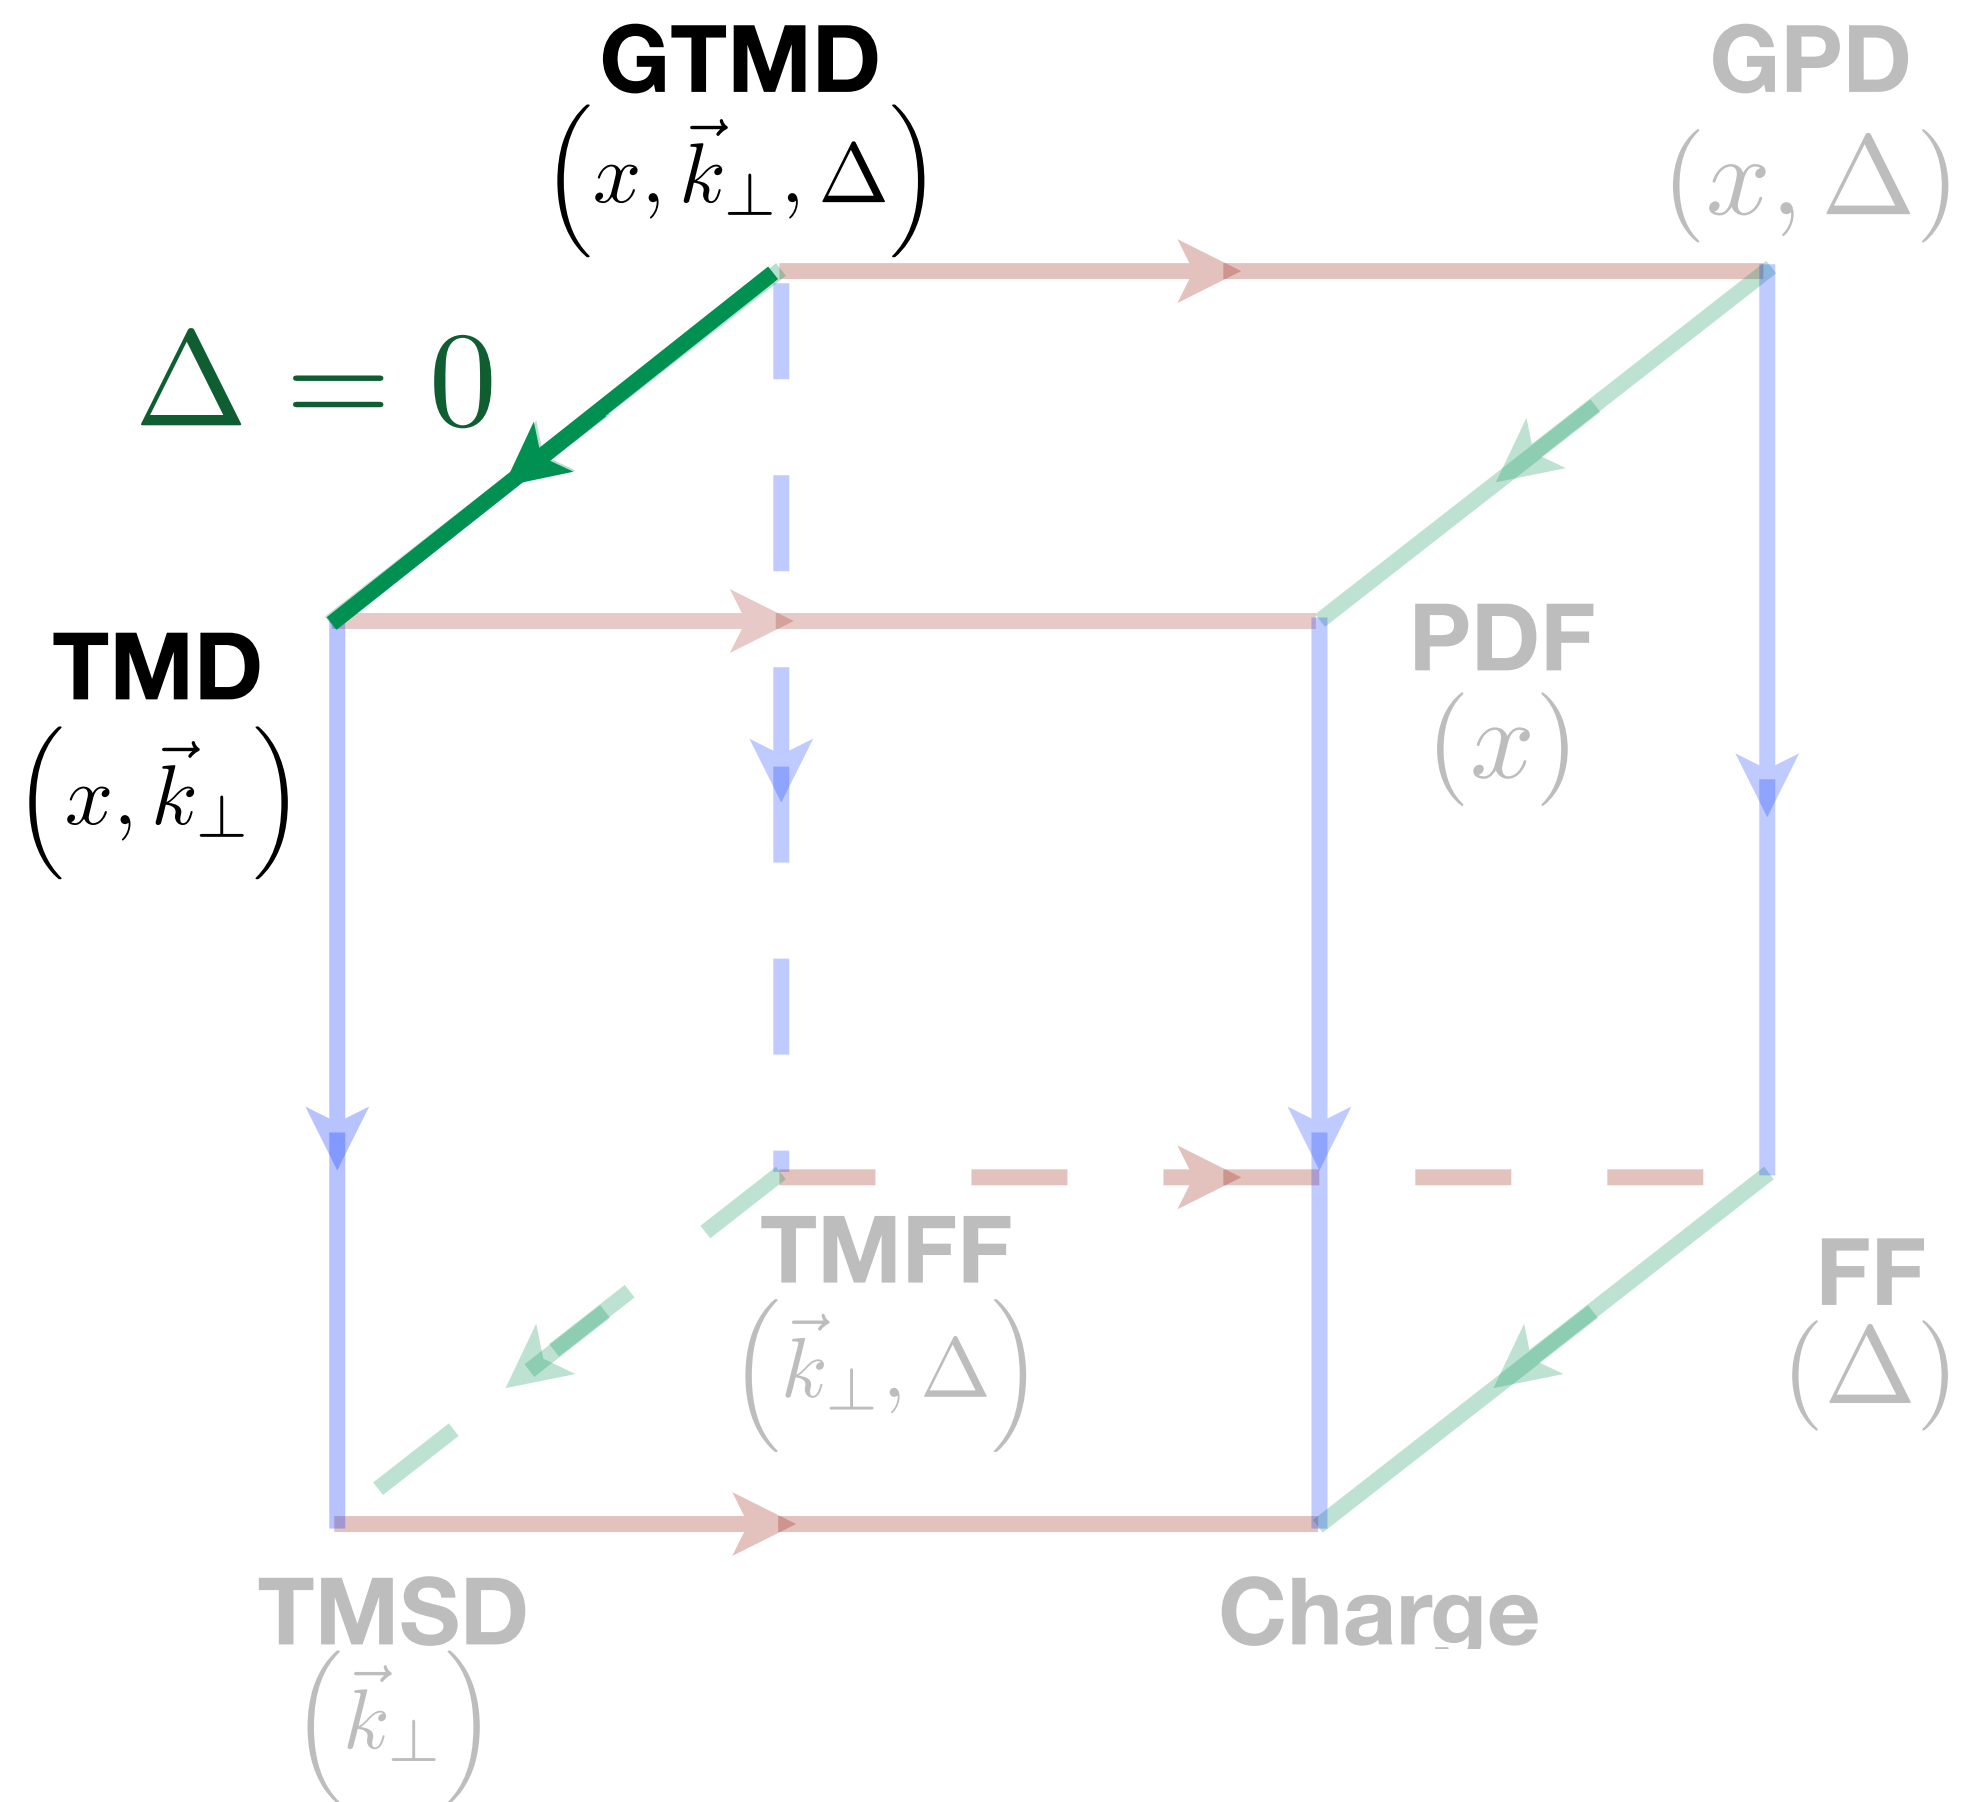 GTMD
(x, k⃗⊥, Δ)
GPD
(x, Δ)
Δ = 0
TMD
(x, k⃗⊥)
PDF
(x)
TMFF
(k⃗⊥, Δ)
FF
(Δ)
TMSD
(k⃗⊥)
Charge